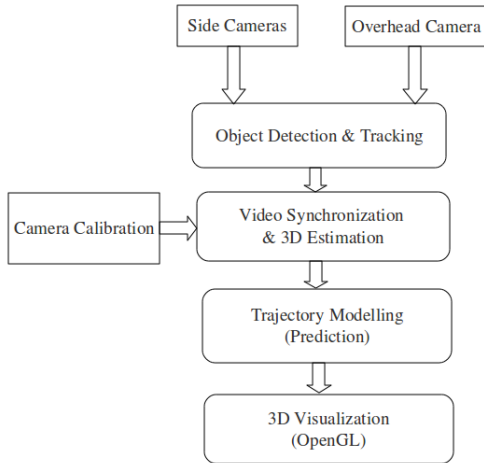 Side Cameras
Overhead Camera
Object Detection & Tracking
Camera Calibration
Video Synchronization
& 3D Estimation
Trajectory Modelling
(Prediction)
3D Visualization
(OpenGL)